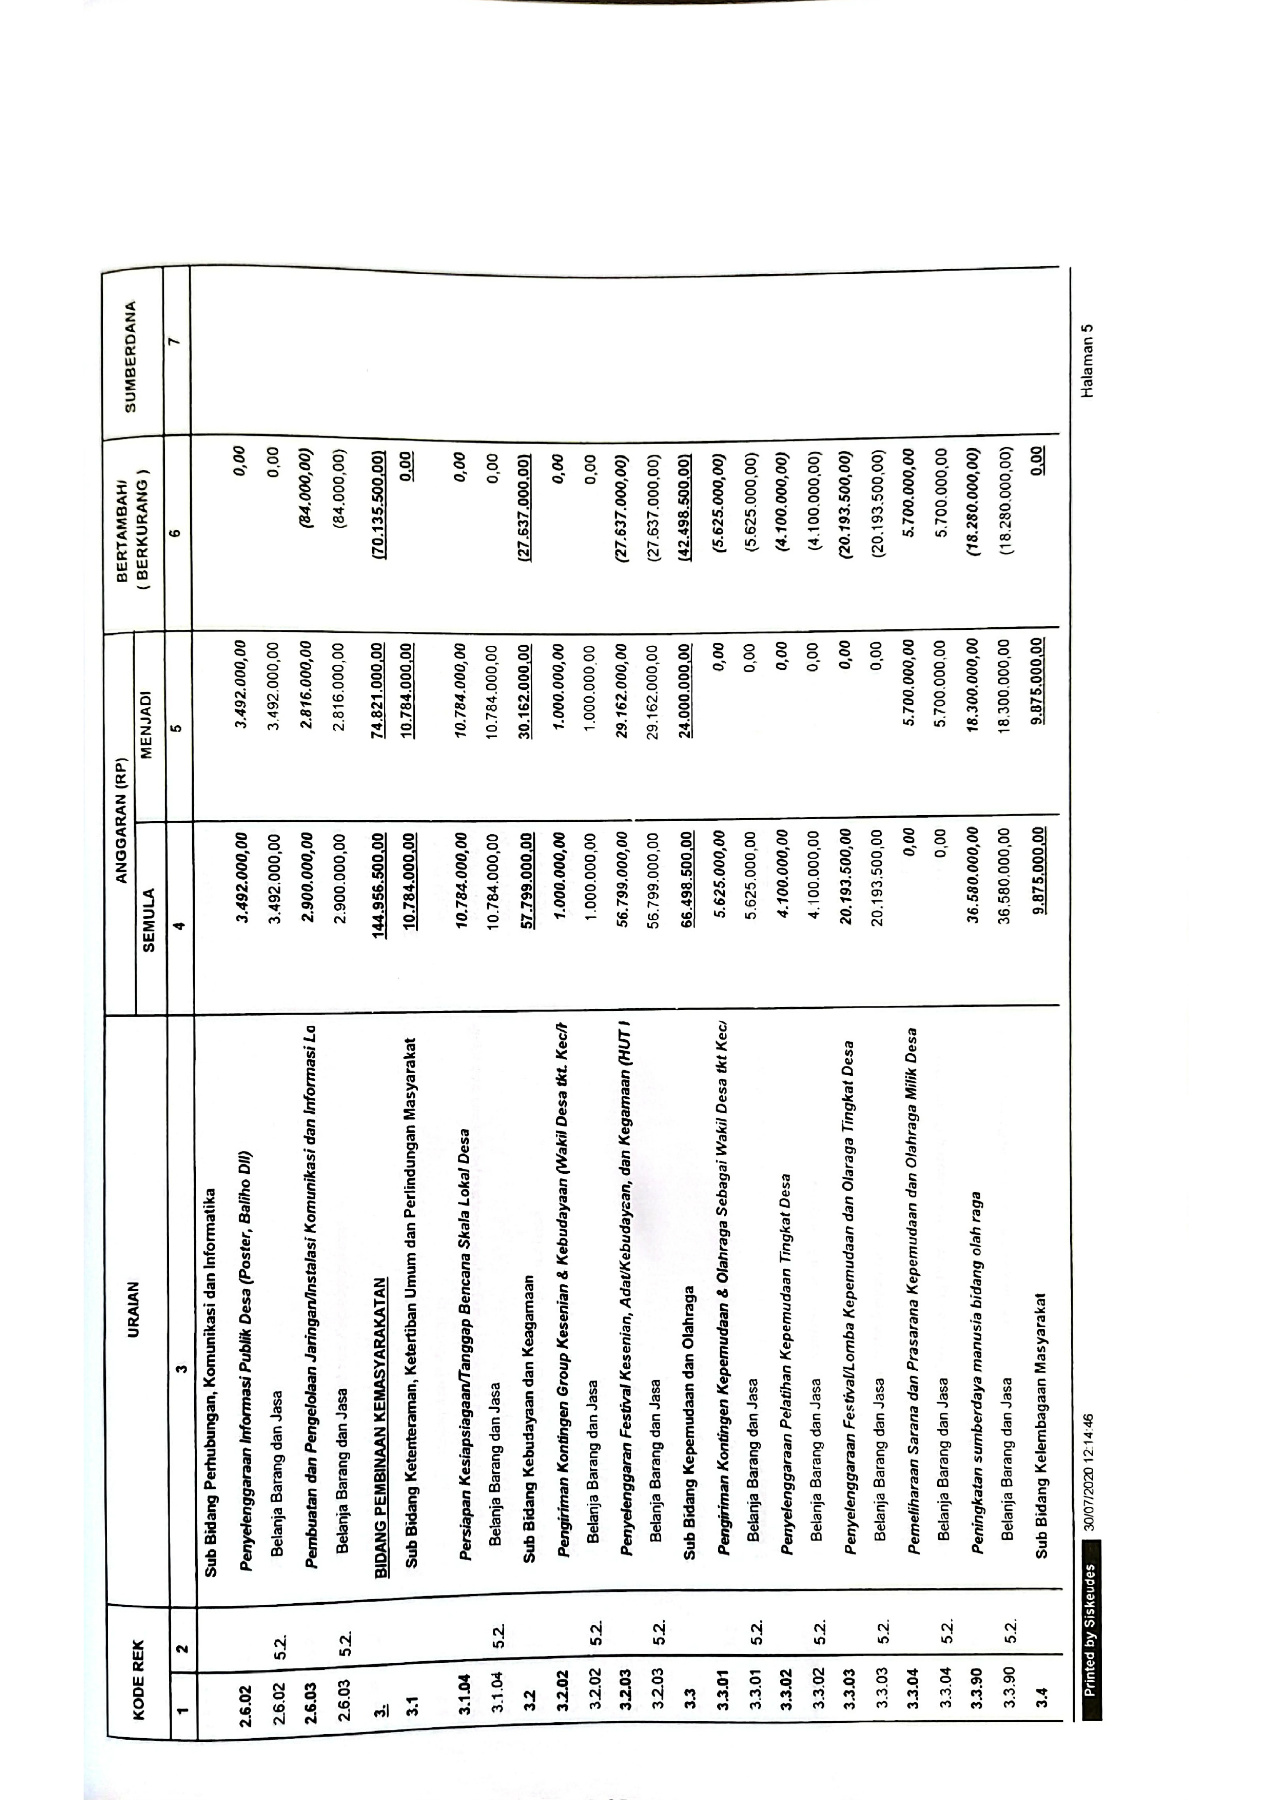 KODE REK URAIAN ANGGARAN (RP) BERTAMBAH/ ( BERKURANG ) SUMBERDANA
SEMULA MENJADI
1 2 3 4 5 6 7
Sub Bidang Perhubungan, Komunikasi dan Informatika
2.6.02 Penyelenggaraan Informasi Publik Desa (Poster, Baliho Dll) 3.492.000,00 3.492.000,00 0,00
2.6.02 5.2. Belanja Barang dan Jasa 3.492.000,00 3.492.000,00 0,00
2.6.03 Pembuatan dan Pengelolaan Jaringan/Instalasi Komunikasi dan Informasi Lo 2.900.000,00 2.816.000,00 (84.000,00)
2.6.03 5.2. Belanja Barang dan Jasa 2.900.000,00 2.816.000,00 (84.000,00)
3. BIDANG PEMBINAAN KEMASYARAKATAN 144.956.500,00 74.821.000,00 (70.135.500,00)
3.1 Sub Bidang Ketenteraman, Ketertiban Umum dan Perlindungan Masyarakat 10.784.000,00 10.784.000,00 0,00
3.1.04 Persiapan Kesiapsiagaan/Tanggap Bencana Skala Lokal Desa 10.784.000,00 10.784.000,00 0,00
3.1.04 5.2. Belanja Barang dan Jasa 10.784.000,00 10.784.000,00 0,00
3.2 Sub Bidang Kebudayaan dan Keagamaan 57.799.000,00 30.162.000,00 (27.637.000,00)
3.2.02 Pengiriman Kontingen Group Kesenian & Kebudayaan (Wakil Desa tkt. Kec/k 1.000.000,00 1.000.000,00 0,00
3.2.02 5.2. Belanja Barang dan Jasa 1.000.000,00 1.000.000,00 0,00
3.2.03 Penyelenggaran Festival Kesenian, Adat/Kebudayaan, dan Kegamaan (HUT I 56.799.000,00 29.162.000,00 (27.637.000,00)
3.2.03 5.2. Belanja Barang dan Jasa 56.799.000,00 29.162.000,00 (27.637.000,00)
3.3 Sub Bidang Kepemudaan dan Olahraga 66.498.500,00 24.000.000,00 (42.498.500,00)
3.3.01 Pengiriman Kontingen Kepemudaan & Olahraga Sebagai Wakil Desa tkt Kec/ 5.625.000,00 0,00 (5.625.000,00)
3.3.01 5.2. Belanja Barang dan Jasa 5.625.000,00 0,00 (5.625.000,00)
3.3.02 Penyelenggaraan Pelatihan Kepemudaan Tingkat Desa 4.100.000,00 0,00 (4.100.000,00)
3.3.02 5.2. Belanja Barang dan Jasa 4.100.000,00 0,00 (4.100.000,00)
3.3.03 Penyelenggaraan Festival/Lomba Kepemudaan dan Olaraga Tingkat Desa 20.193.500,00 0,00 (20.193.500,00)
3.3.03 5.2. Belanja Barang dan Jasa 20.193.500,00 0,00 (20.193.500,00)
3.3.04 Pemeliharaan Sarana dan Prasarana Kepemudaan dan Olahraga Milik Desa 0,00 5.700.000,00 5.700.000,00
3.3.04 5.2. Belanja Barang dan Jasa 0,00 5.700.000,00 5.700.000,00
3.3.90 Peningkatan sumberdaya manusia bidang olah raga 36.580.000,00 18.300.000,00 (18.280.000,00)
3.3.90 5.2. Belanja Barang dan Jasa 36.580.000,00 18.300.000,00 (18.280.000,00)
3.4 Sub Bidang Kelembagaan Masyarakat 9.875.000,00 9.875.000,00 0,00
Printed by Siskeudes 30/07/2020 12:14:46 Halaman 5